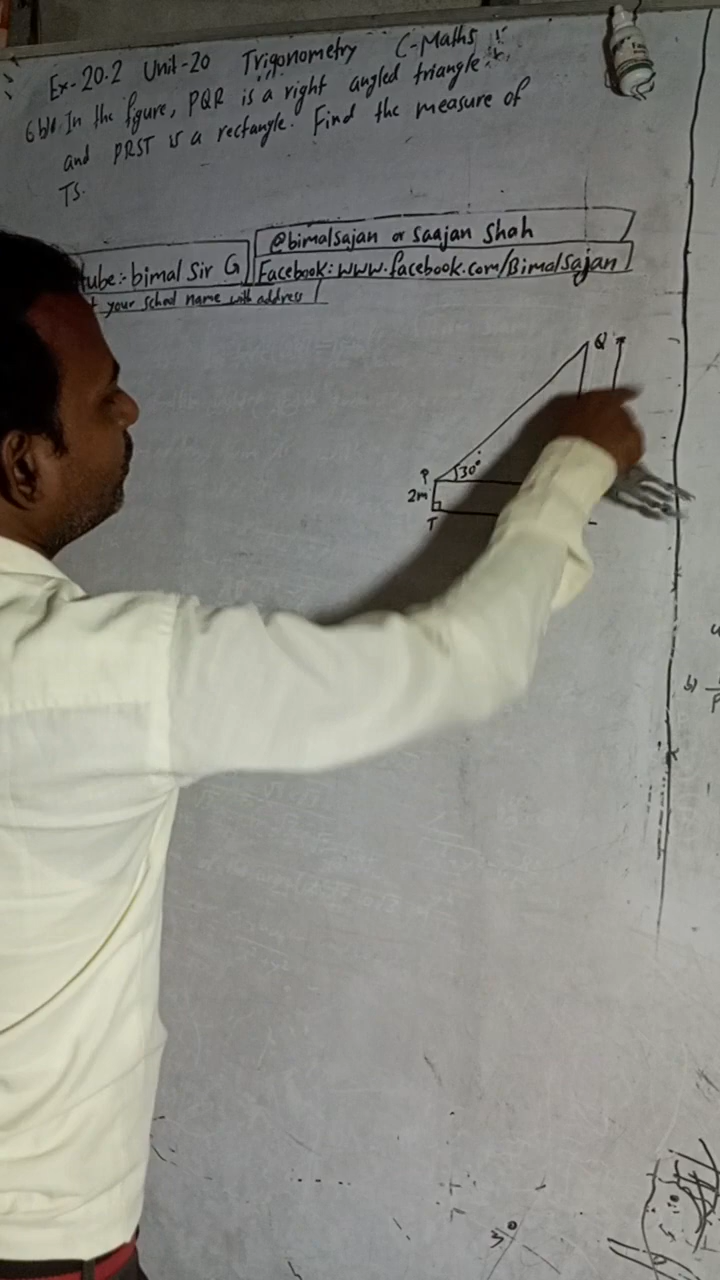 Ex-20.2 Unit-20 Trigonometry C-Maths
6 b) In the figure, PQR is a right angled triangle
and PRST is a rectangle. Find the measure of
TS.
@bimalsajan or Saajan Shah
tube:- bimal Sir G
Facebook: www.facebook.com/Bimalsajan
your school name with address
Q
P
30°
2m
T
b)